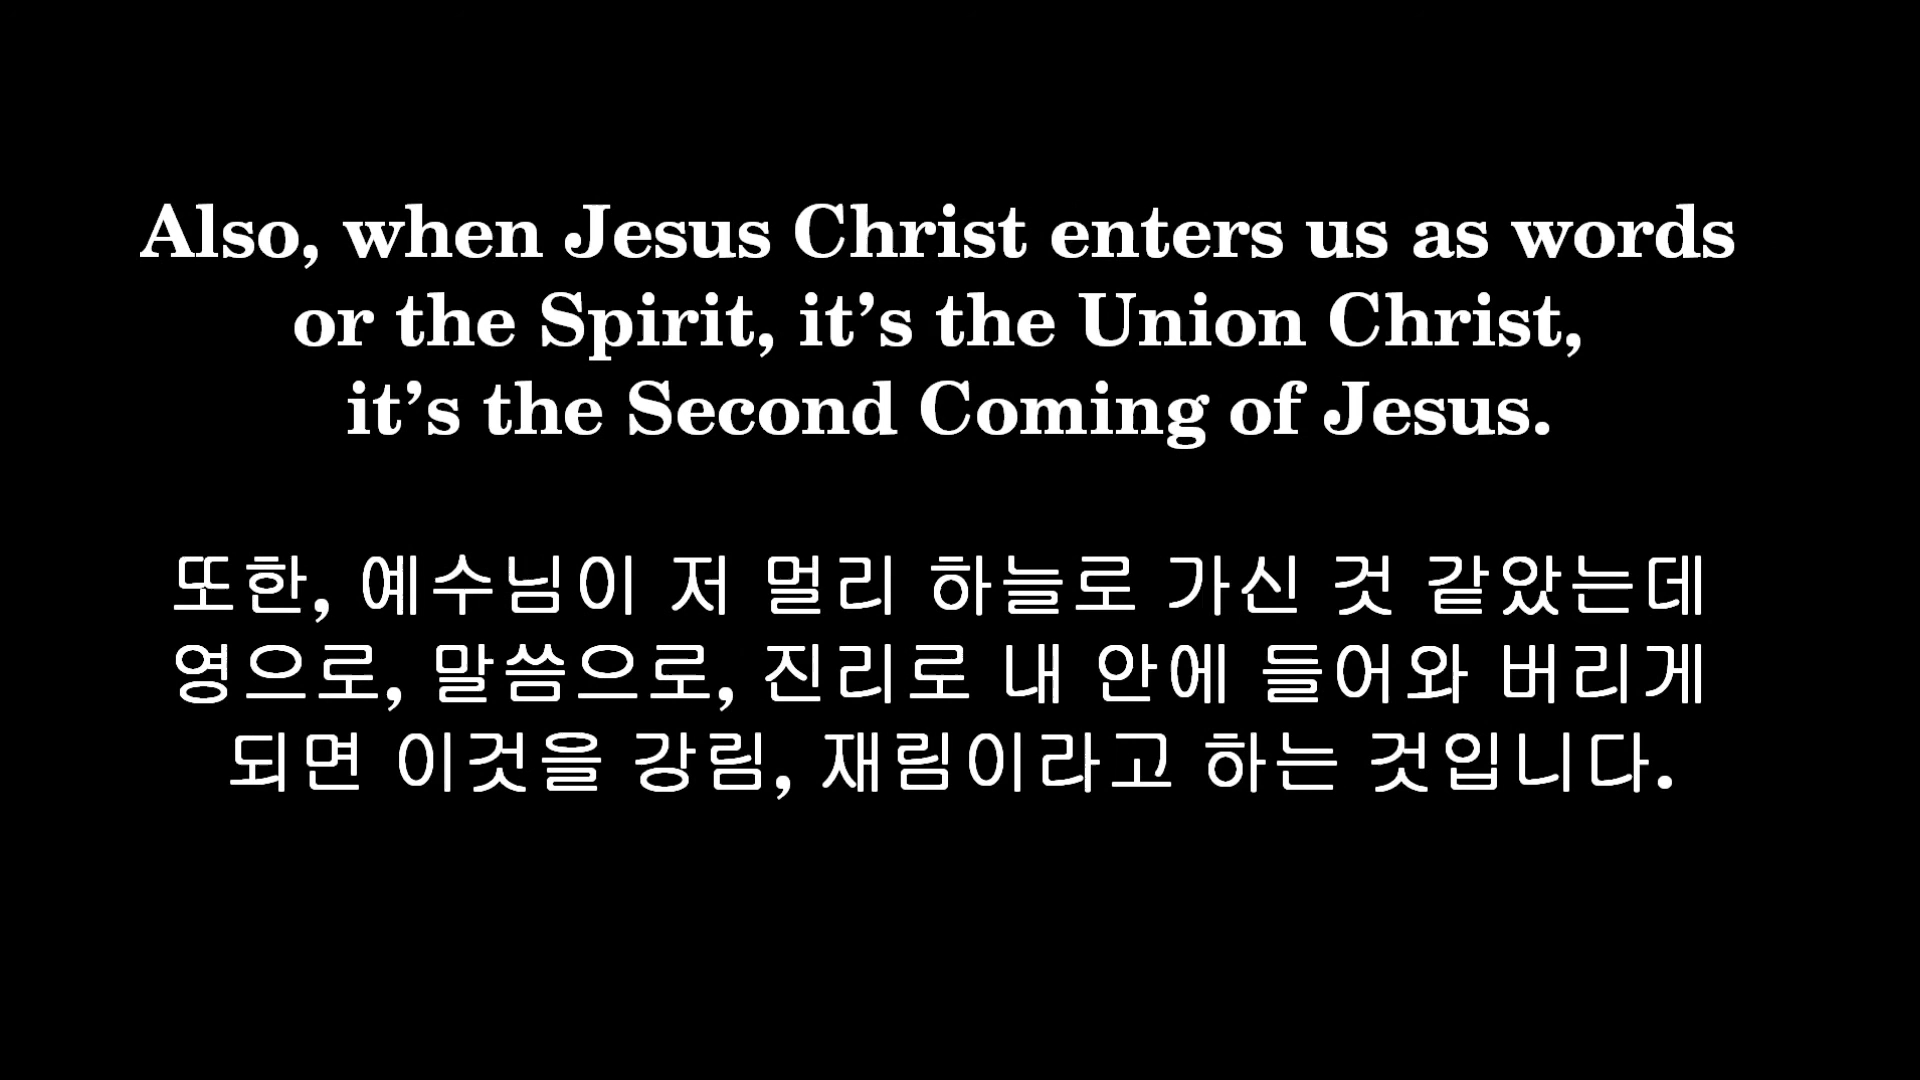 Also, when Jesus Christ enters us as words
or the Spirit, it’s the Union Christ,
it’s the Second Coming of Jesus.
또한, 예수님이 저 멀리 하늘로 가신 것 같았는데
영으로, 말씀으로, 진리로 내 안에 들어와 버리게
되면 이것을 강림, 재림이라고 하는 것입니다.